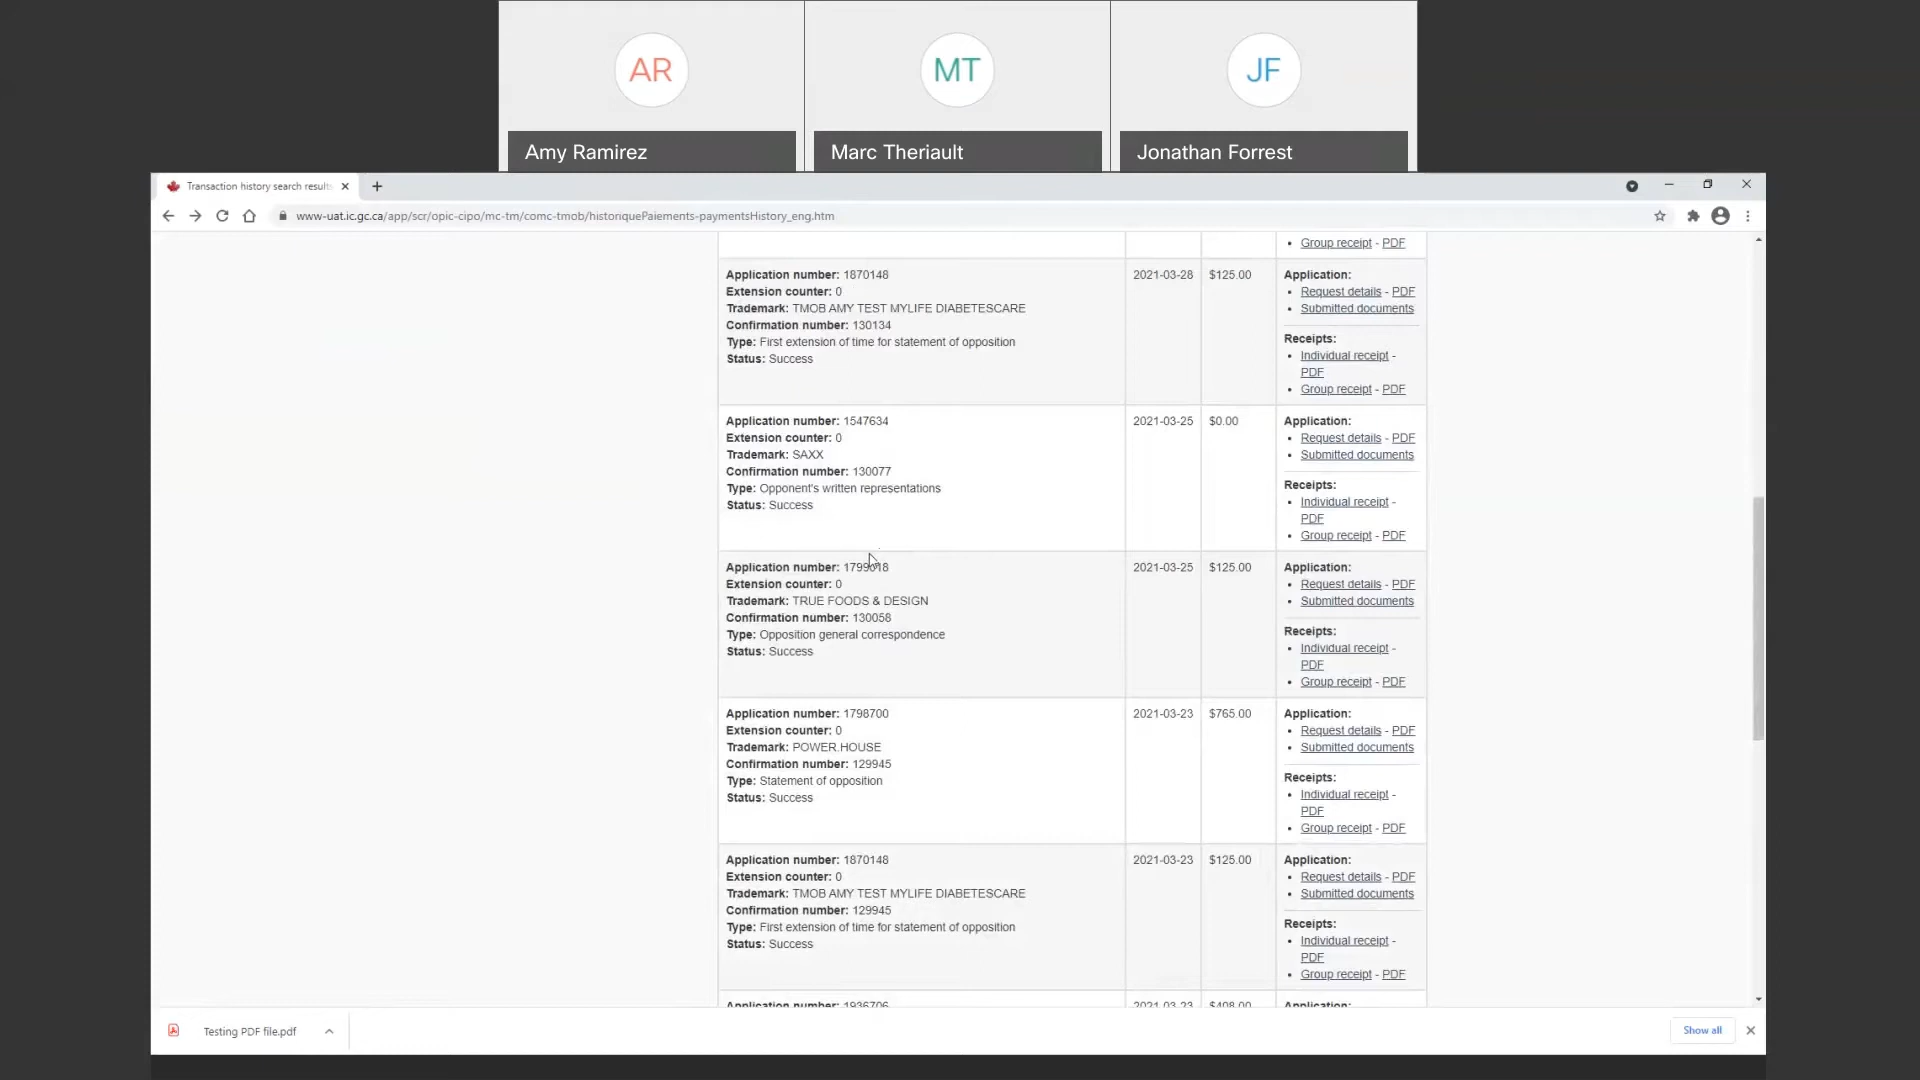 AR
MT
JF
Amy Ramirez
Marc Theriault
Jonathan Forrest
Transaction history search results
www-uat.ic.gc.ca/app/scr/opic-cipo/mc-tm/comc-tmob/historiquePaiements-paymentsHistory_eng.htm
• Group receipt - PDF
Application number: 1870148
Extension counter: 0
Trademark: TMOB AMY TEST MYLIFE DIABETESCARE
Confirmation number: 130134
Type: First extension of time for statement of opposition
Status: Success
2021-03-28
$125.00
Application:
• Request details - PDF
• Submitted documents
Receipts:
• Individual receipt -
PDF
• Group receipt - PDF
Application number: 1547634
Extension counter: 0
Trademark: SAXX
Confirmation number: 130077
Type: Opponent's written representations
Status: Success
2021-03-25
$0.00
Application:
• Request details - PDF
• Submitted documents
Receipts:
• Individual receipt -
PDF
• Group receipt - PDF
Application number: 1799018
Extension counter: 0
Trademark: TRUE FOODS & DESIGN
Confirmation number: 130058
Type: Opposition general correspondence
Status: Success
2021-03-25
$125.00
Application:
• Request details - PDF
• Submitted documents
Receipts:
• Individual receipt -
PDF
• Group receipt - PDF
Application number: 1798700
Extension counter: 0
Trademark: POWER.HOUSE
Confirmation number: 129945
Type: Statement of opposition
Status: Success
2021-03-23
$765.00
Application:
• Request details - PDF
• Submitted documents
Receipts:
• Individual receipt -
PDF
• Group receipt - PDF
Application number: 1870148
Extension counter: 0
Trademark: TMOB AMY TEST MYLIFE DIABETESCARE
Confirmation number: 129945
Type: First extension of time for statement of opposition
Status: Success
2021-03-23
$125.00
Application:
• Request details - PDF
• Submitted documents
Receipts:
• Individual receipt -
PDF
• Group receipt - PDF
Application number: 1936706
2021-03-23
$408.00
Application:
Testing PDF file.pdf
Show all